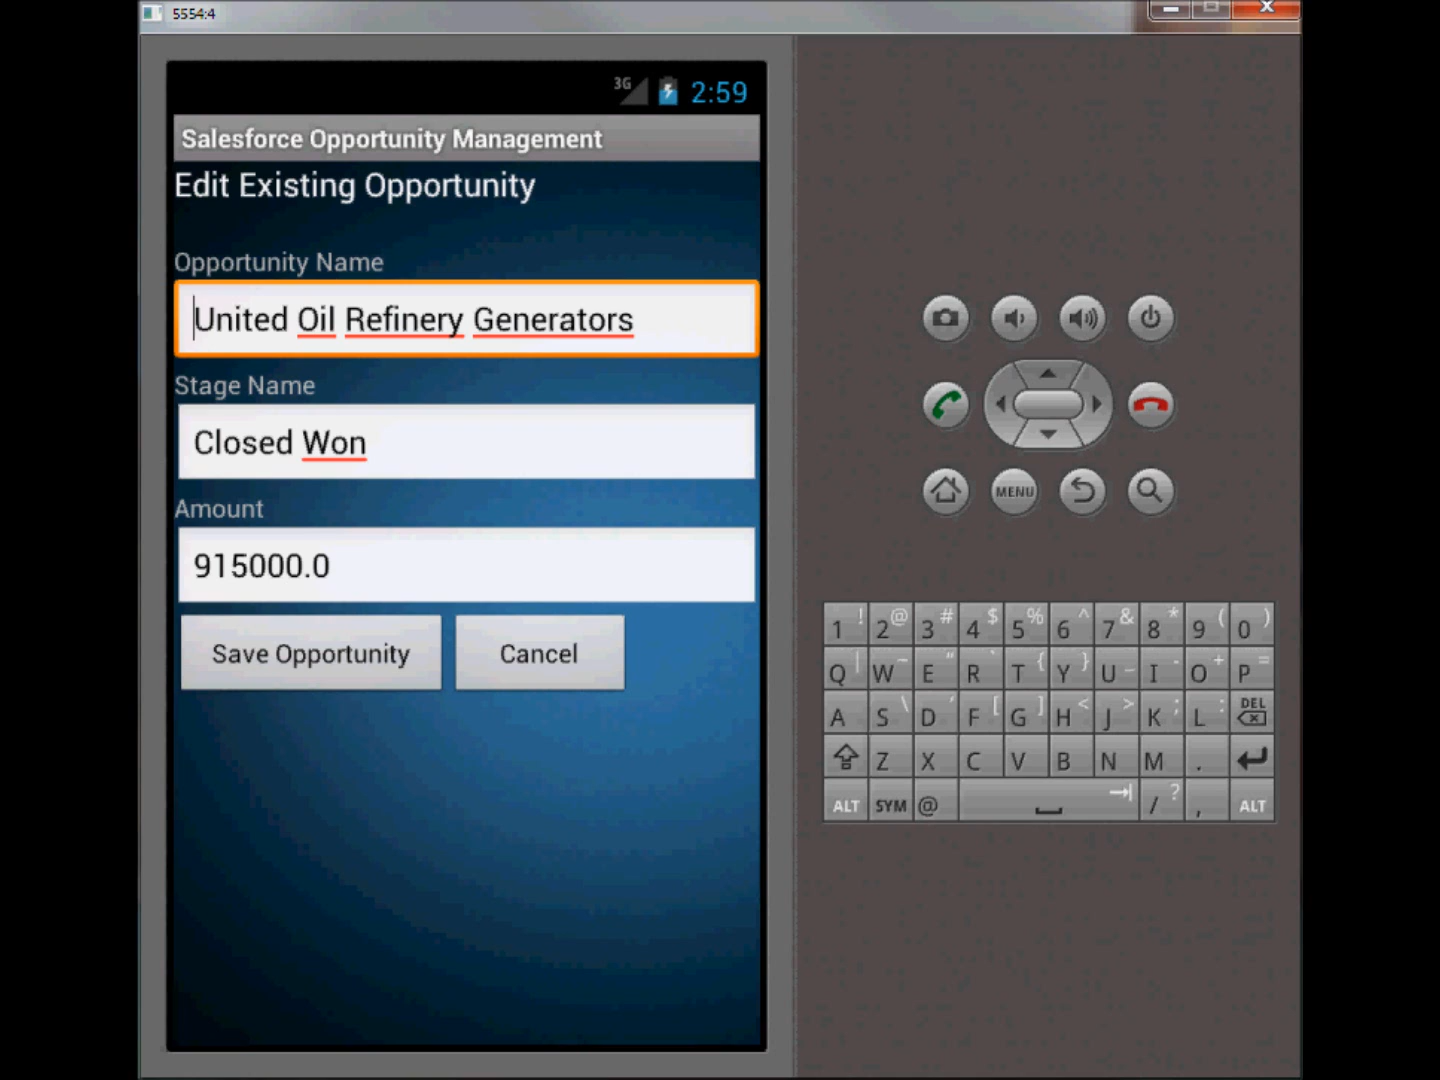 5554:4
3G 2:59
Salesforce Opportunity Management
Edit Existing Opportunity
Opportunity Name
United Oil Refinery Generators
Stage Name
Closed Won
Amount
915000.0
Save Opportunity Cancel
MENU
1 ! 2 @ 3 # 4 $ 5 % 6 ^ 7 & 8 * 9 ( 0 )
Q | W ~ E " R ` T { Y } U _ I - O + P =
A S \ D ' F [ G ] H < J > K ; L : DEL
Z X C V B N M .
ALT SYM @ / ? , ALT